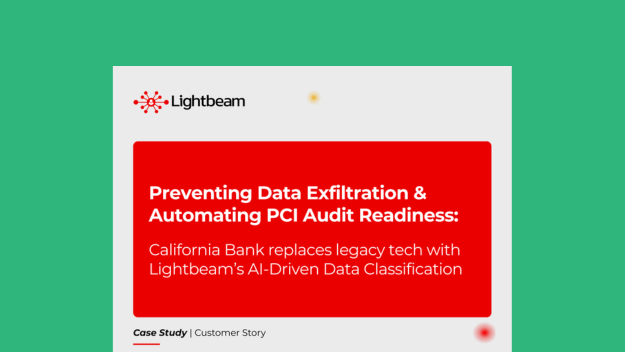 Lightbeam
Preventing Data Exfiltration &
Automating PCI Audit Readiness:
California Bank replaces legacy tech with
Lightbeam’s AI-Driven Data Classification
Case Study | Customer Story